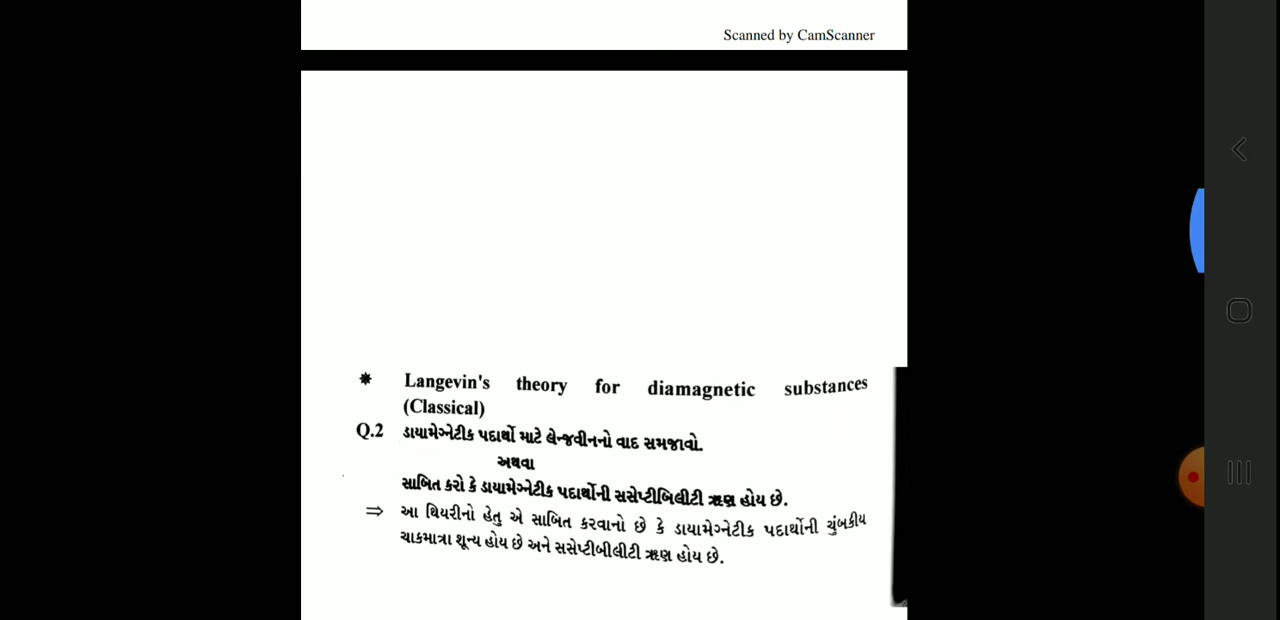 Scanned by CamScanner
* Langevin's theory for diamagnetic substances
(Classical)
Q.2 ડાયામેગ્નેટીક પદાર્થો માટે લેન્જવીનનો વાદ સમજાવો.
અથવા
સાબિત કરો કે ડાયામેગ્નેટીક પદાર્થોની સસેપ્ટીબિલીટી ઋણ હોય છે.
⇒ આ થિયરીનો હેતુ એ સાબિત કરવાનો છે કે ડાયામેગ્નેટીક પદાર્થોની ચુંબકીય
ચાકમાત્રા શૂન્ય હોય છે અને સસેપ્ટીબીલીટી ઋણ હોય છે.